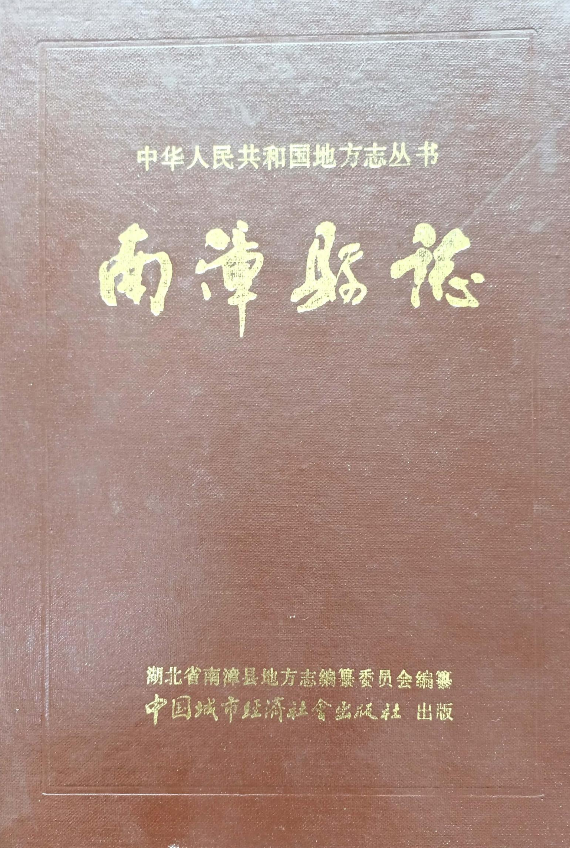 中华人民共和国地方志丛书
南漳縣誌
湖北省南漳县地方志编纂委员会编纂
中国城市经济社会出版社 出版